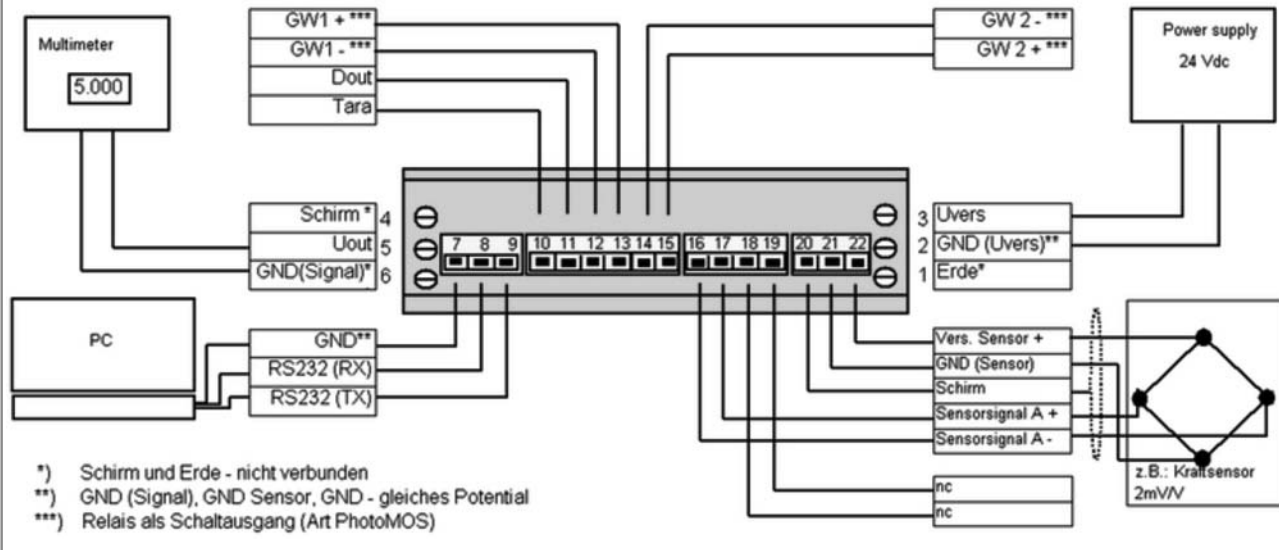 GW1 + ***
GW1 - ***
Dout
Tara
GW 2 - ***
GW 2 + ***
Multimeter
5.000
Power supply
24 Vdc
Schirm * 4
Uout 5
GND(Signal)* 6
3 Uvers
2 GND (Uvers)**
1 Erde*
7 8 9 10 11 12 13 14 15 16 17 18 19 20 21 22
PC
GND**
RS232 (RX)
RS232 (TX)
Vers. Sensor +
GND (Sensor)
Schirm
Sensorsignal A +
Sensorsignal A -
nc
nc
z.B.: Kraftsensor
2mV/V
*) Schirm und Erde - nicht verbunden
**) GND (Signal), GND Sensor, GND - gleiches Potential
***) Relais als Schaltausgang (Art PhotoMOS)